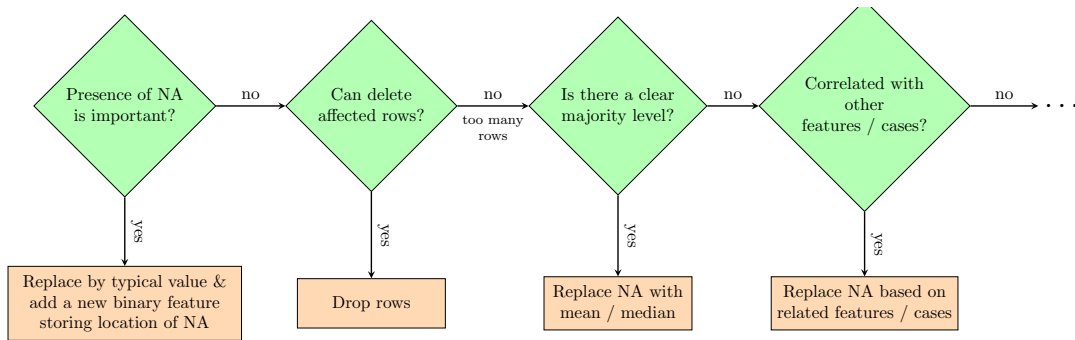 Presence of NA
is important?
no
Can delete
affected rows?
no
too many
rows
Is there a clear
majority level?
no
Correlated with
other
features / cases?
no
...
yes
yes
yes
yes
Replace by typical value &
add a new binary feature
storing location of NA
Drop rows
Replace NA with
mean / median
Replace NA based on
related features / cases